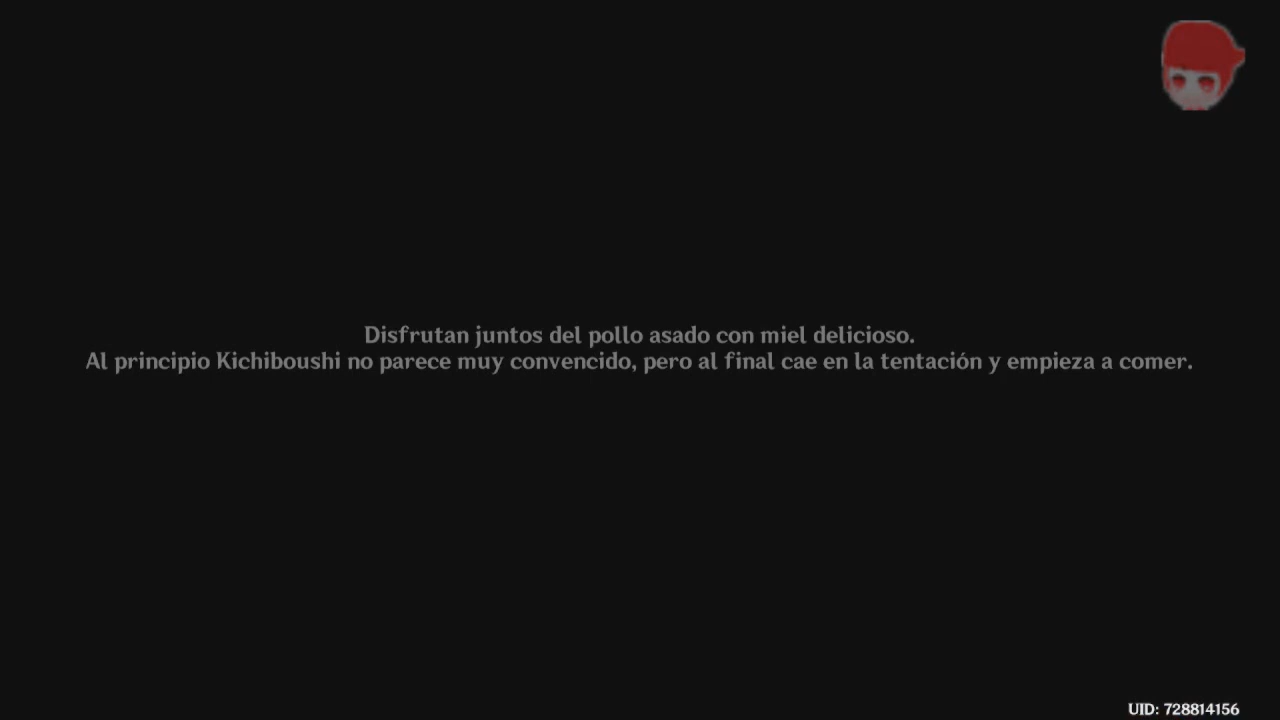 Disfrutan juntos del pollo asado con miel delicioso.
Al principio Kichiboushi no parece muy convencido, pero al final cae en la tentación y empieza a comer.
UID: 728814156